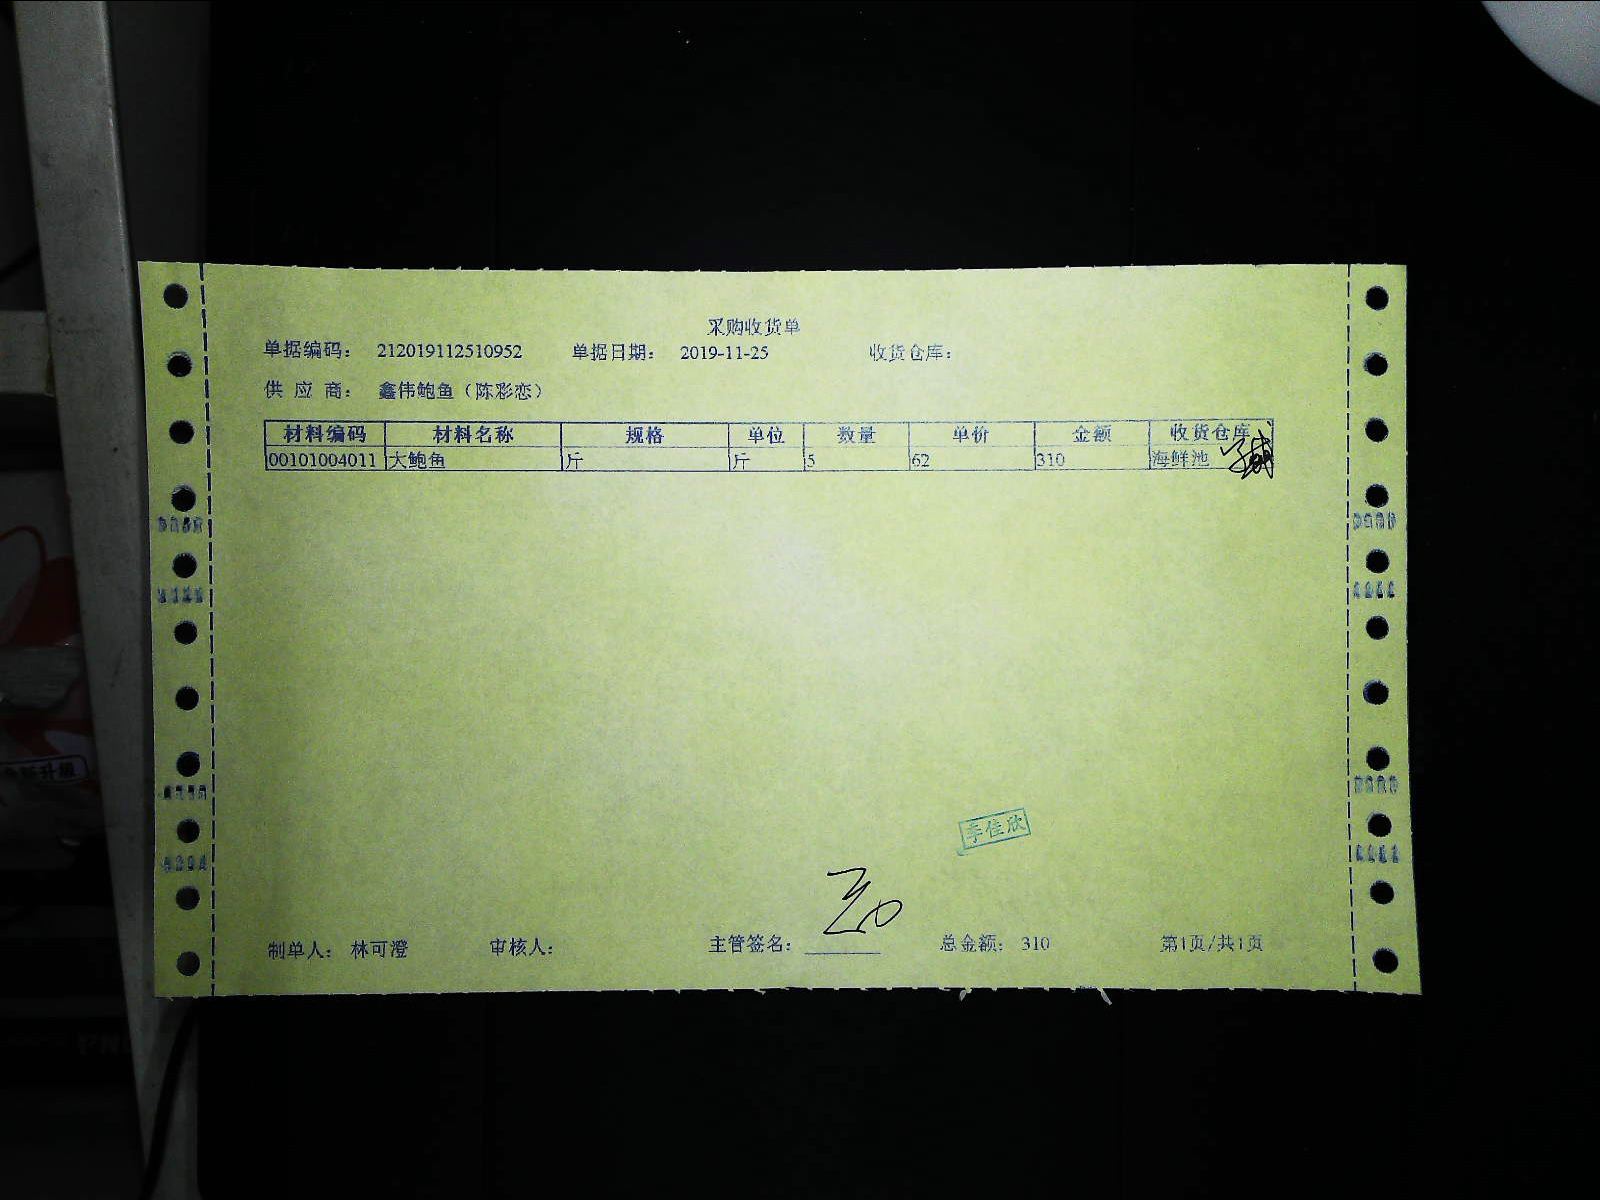 采购收货单
单据编码： 212019112510952 单据日期： 2019-11-25 收货仓库：
供 应 商： 鑫伟鲍鱼（陈彩恋）
材料编码 材料名称 规格 单位 数量 单价 金额 收货仓库
00101004011 大鲍鱼 斤 斤 5 62 310 海鲜池
李佳欣
制单人： 林可澄 审核人： 主管签名： 总金额： 310 第1页/共1页